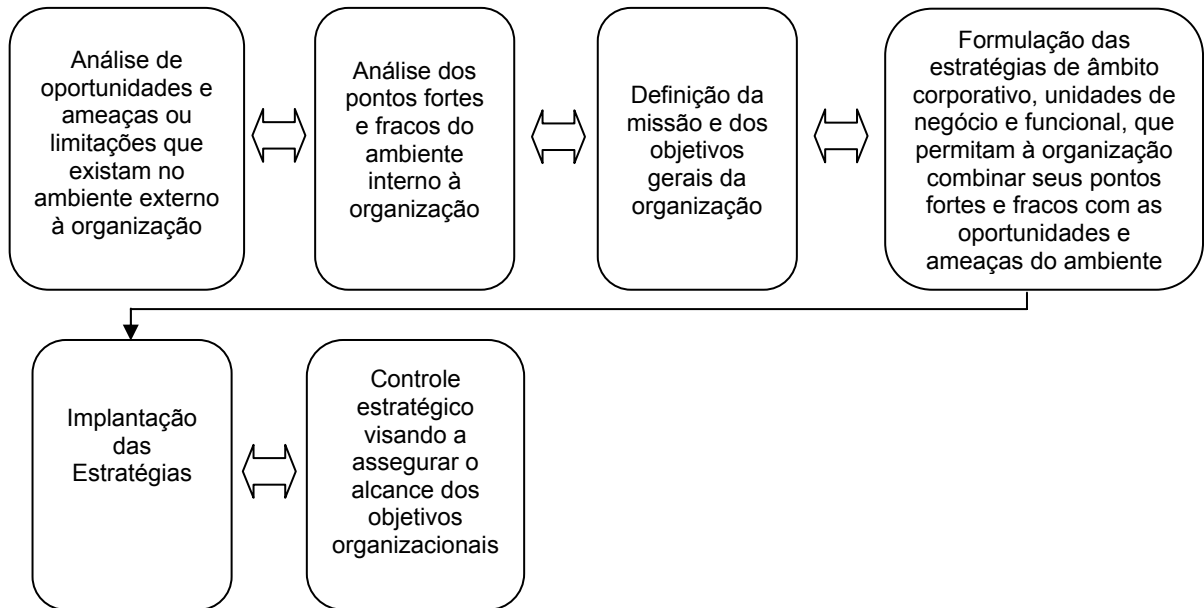 Análise de
oportunidades e
ameaças ou
limitações que
existam no
ambiente externo
à organização
Análise dos
pontos fortes
e fracos do
ambiente
interno à
organização
Definição da
missão e dos
objetivos
gerais da
organização
Formulação das
estratégias de âmbito
corporativo, unidades de
negócio e funcional, que
permitam à organização
combinar seus pontos
fortes e fracos com as
oportunidades e
ameaças do ambiente
Implantação
das
Estratégias
Controle
estratégico
visando a
assegurar o
alcance dos
objetivos
organizacionais